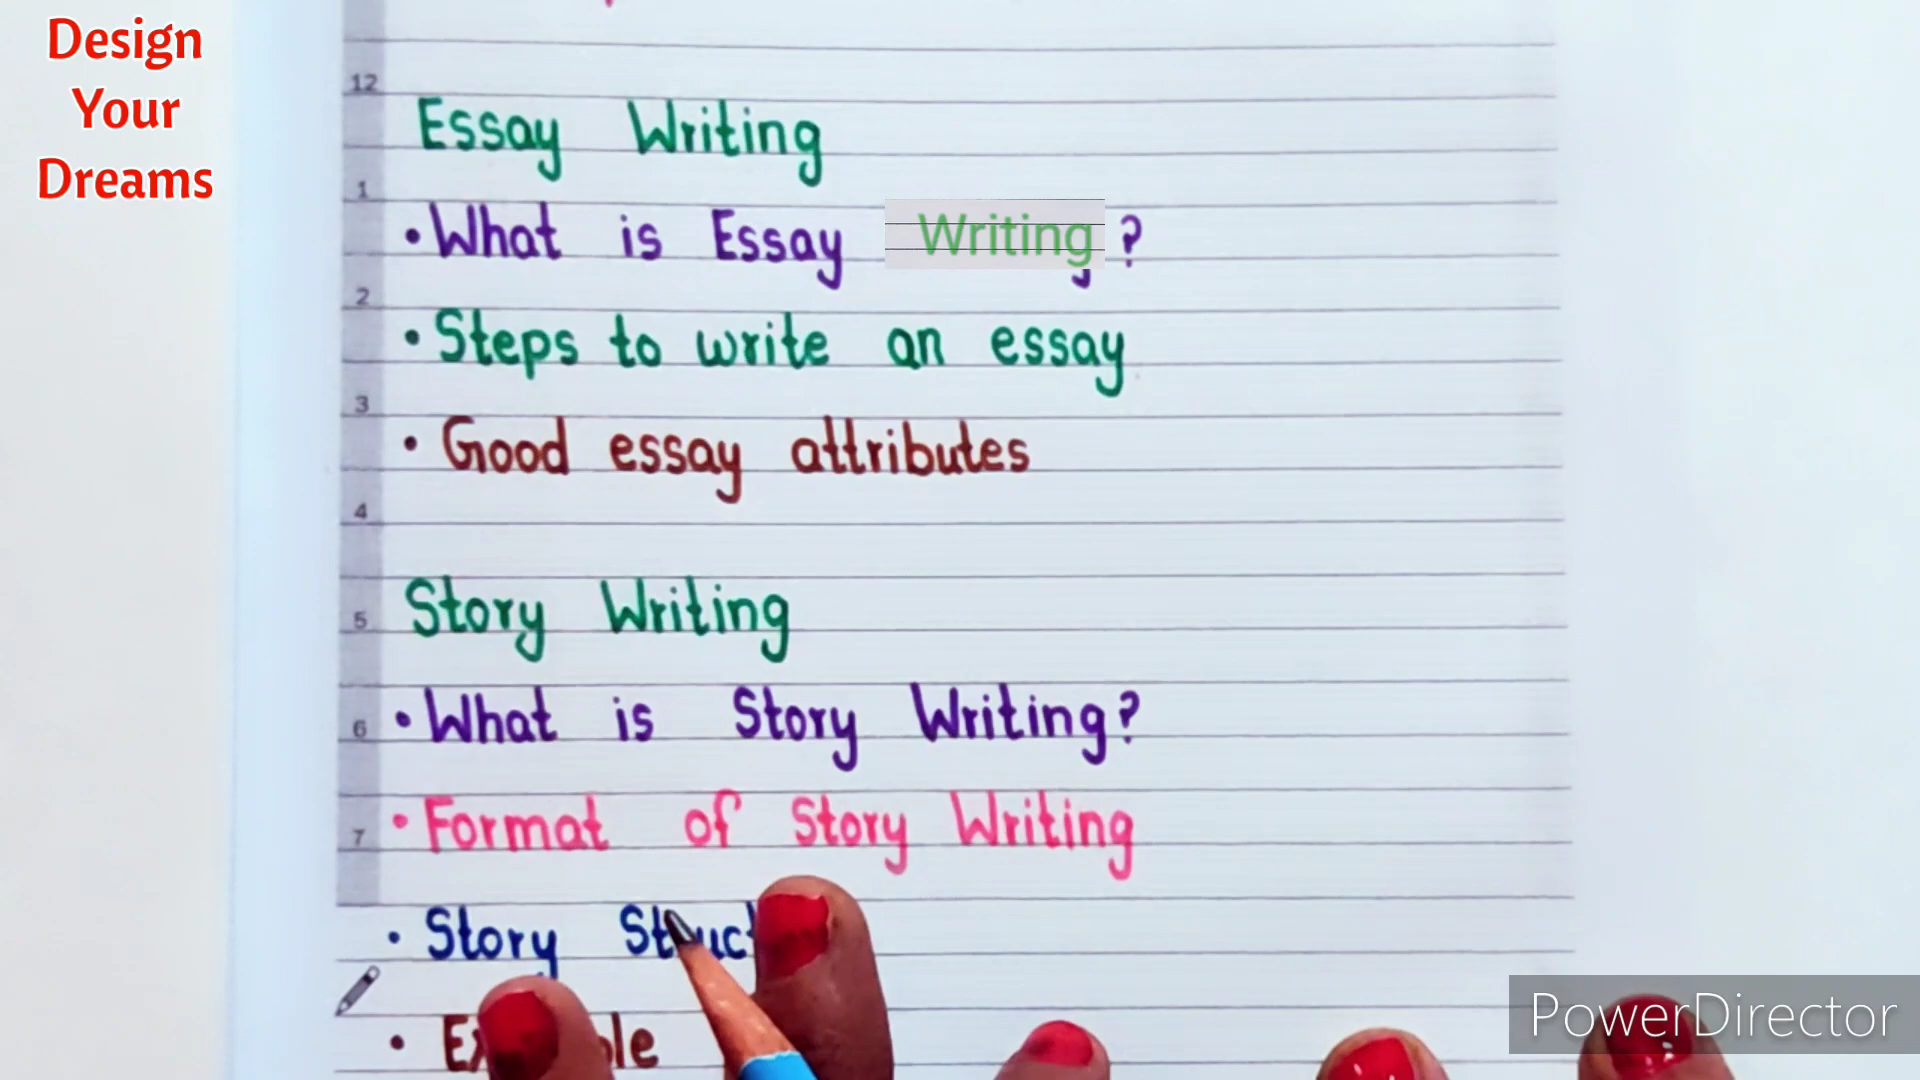 Design
Your
Dreams
12
Essay Writing
1
• What is Essay Writing ?
2
• Steps to write an essay
3
• Good essay attributes
4
Story Writing
5
• What is Story Writing?
6
• Format of Story Writing
7
• Story
PowerDirector